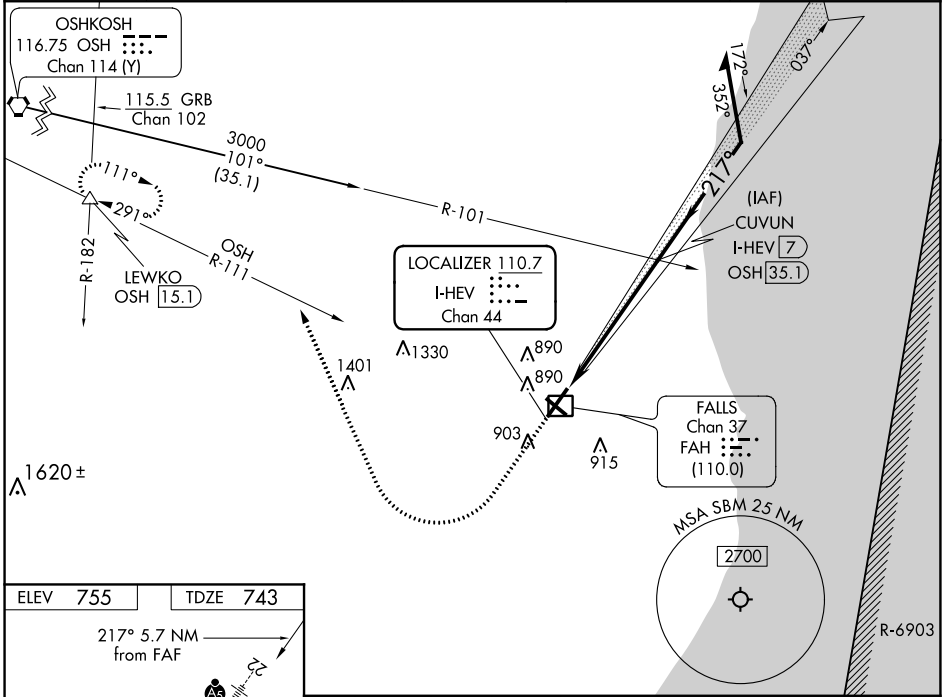 OSHKOSH
116.75 OSH
Chan 114 (Y)
115.5 GRB
Chan 102
3000
101°
(35.1)
R-101
111°
291°
R-182
LEWKO
OSH 15.1
OSH
R-111
LOCALIZER 110.7
I-HEV
Chan 44
172°
352°
037°
217°
(IAF)
CUVUN
I-HEV 7
OSH 35.1
1401
1330
890
890
903
915
1620 ±
FALLS
Chan 37
FAH
(110.0)
MSA SBM 25 NM
2700
R-6903
ELEV 755
TDZE 743
217° 5.7 NM
from FAF
22
A5